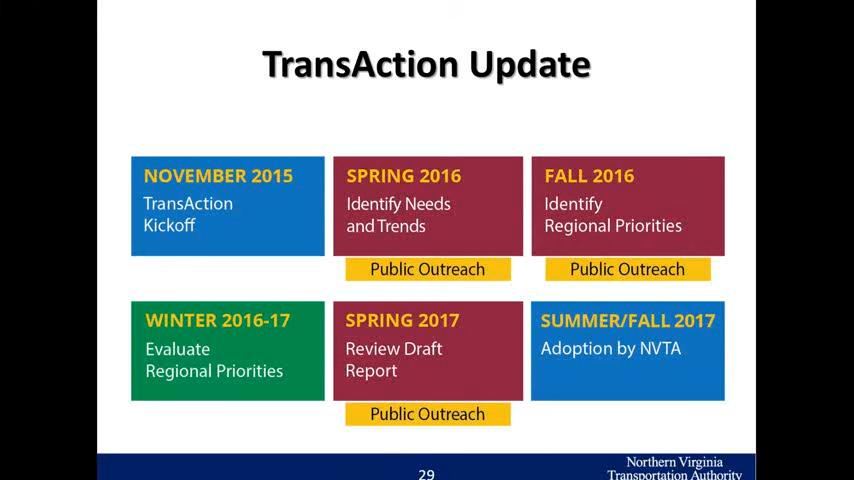 TransAction Update
NOVEMBER 2015
TransAction
Kickoff
SPRING 2016
Identify Needs
and Trends
Public Outreach
FALL 2016
Identify
Regional Priorities
Public Outreach
WINTER 2016-17
Evaluate
Regional Priorities
SPRING 2017
Review Draft
Report
Public Outreach
SUMMER/FALL 2017
Adoption by NVTA
29
Northern Virginia
Transportation Authority